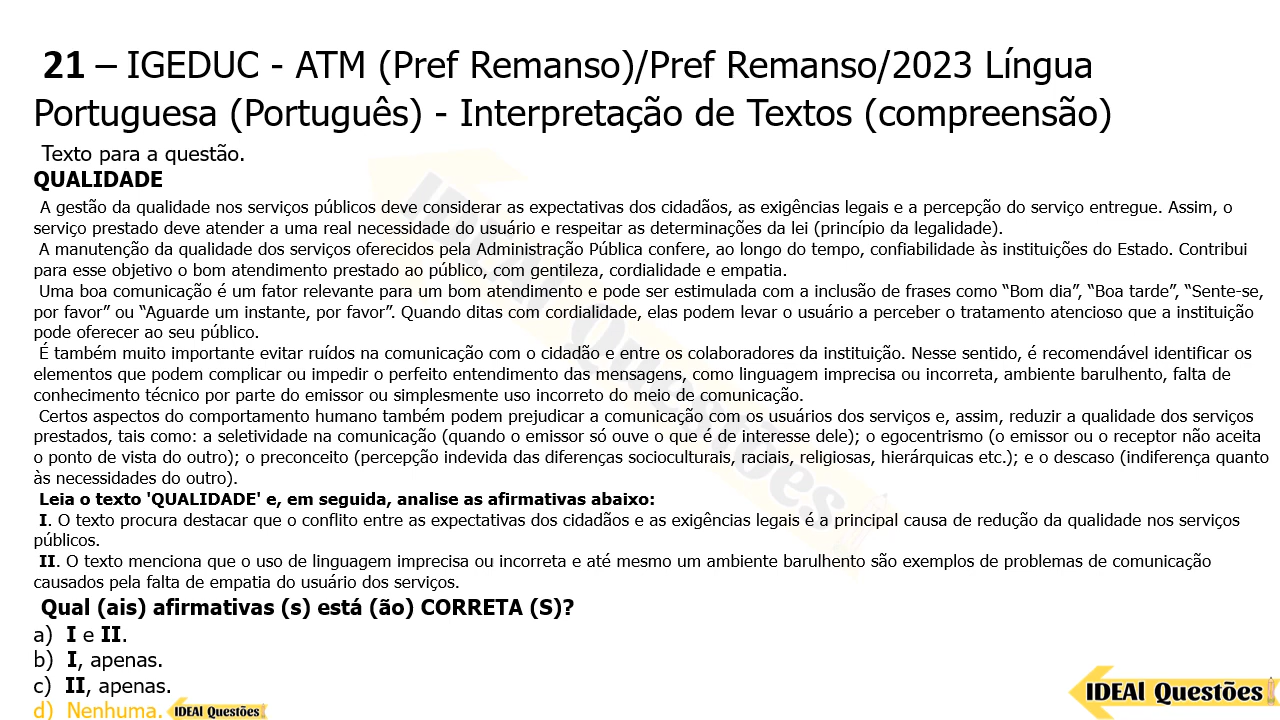 21 – IGEDUC - ATM (Pref Remanso)/Pref Remanso/2023 Língua
Portuguesa (Português) - Interpretação de Textos (compreensão)
Texto para a questão.
QUALIDADE
A gestão da qualidade nos serviços públicos deve considerar as expectativas dos cidadãos, as exigências legais e a percepção do serviço entregue. Assim, o
serviço prestado deve atender a uma real necessidade do usuário e respeitar as determinações da lei (princípio da legalidade).
A manutenção da qualidade dos serviços oferecidos pela Administração Pública confere, ao longo do tempo, confiabilidade às instituições do Estado. Contribui
para esse objetivo o bom atendimento prestado ao público, com gentileza, cordialidade e empatia.
Uma boa comunicação é um fator relevante para um bom atendimento e pode ser estimulada com a inclusão de frases como “Bom dia”, “Boa tarde”, “Sente-se,
por favor” ou “Aguarde um instante, por favor”. Quando ditas com cordialidade, elas podem levar o usuário a perceber o tratamento atencioso que a instituição
pode oferecer ao seu público.
É também muito importante evitar ruídos na comunicação com o cidadão e entre os colaboradores da instituição. Nesse sentido, é recomendável identificar os
elementos que podem complicar ou impedir o perfeito entendimento das mensagens, como linguagem imprecisa ou incorreta, ambiente barulhento, falta de
conhecimento técnico por parte do emissor ou simplesmente uso incorreto do meio de comunicação.
Certos aspectos do comportamento humano também podem prejudicar a comunicação com os usuários dos serviços e, assim, reduzir a qualidade dos serviços
prestados, tais como: a seletividade na comunicação (quando o emissor só ouve o que é de interesse dele); o egocentrismo (o emissor ou o receptor não aceita
o ponto de vista do outro); o preconceito (percepção indevida das diferenças socioculturais, raciais, religiosas, hierárquicas etc.); e o descaso (indiferença quanto
às necessidades do outro).
Leia o texto 'QUALIDADE' e, em seguida, analise as afirmativas abaixo:
I. O texto procura destacar que o conflito entre as expectativas dos cidadãos e as exigências legais é a principal causa de redução da qualidade nos serviços
públicos.
II. O texto menciona que o uso de linguagem imprecisa ou incorreta e até mesmo um ambiente barulhento são exemplos de problemas de comunicação
causados pela falta de empatia do usuário dos serviços.
Qual (ais) afirmativas (s) está (ão) CORRETA (S)?
a) I e II.
b) I, apenas.
c) II, apenas.
d) Nenhuma.
IDEAl Questões
IDEAl Questões
IDEAl Questões